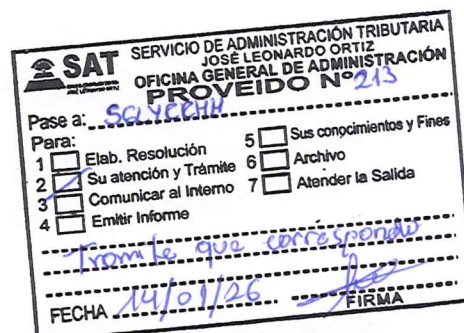 SAT
SERVICIO DE ADMINISTRACIÓN TRIBUTARIA
JOSÉ LEONARDO ORTIZ
OFICINA GENERAL DE ADMINISTRACIÓN
PROVEIDO Nº 213
Pase a:
Para:
1 Elab. Resolución
2 Su atención y Trámite
3 Comunicar al Interno
4 Emitir Informe
5 Sus conocimientos y Fines
6 Archivo
7 Atender la Salida
Tramite que corresponda
FECHA 14/01/26
FIRMA